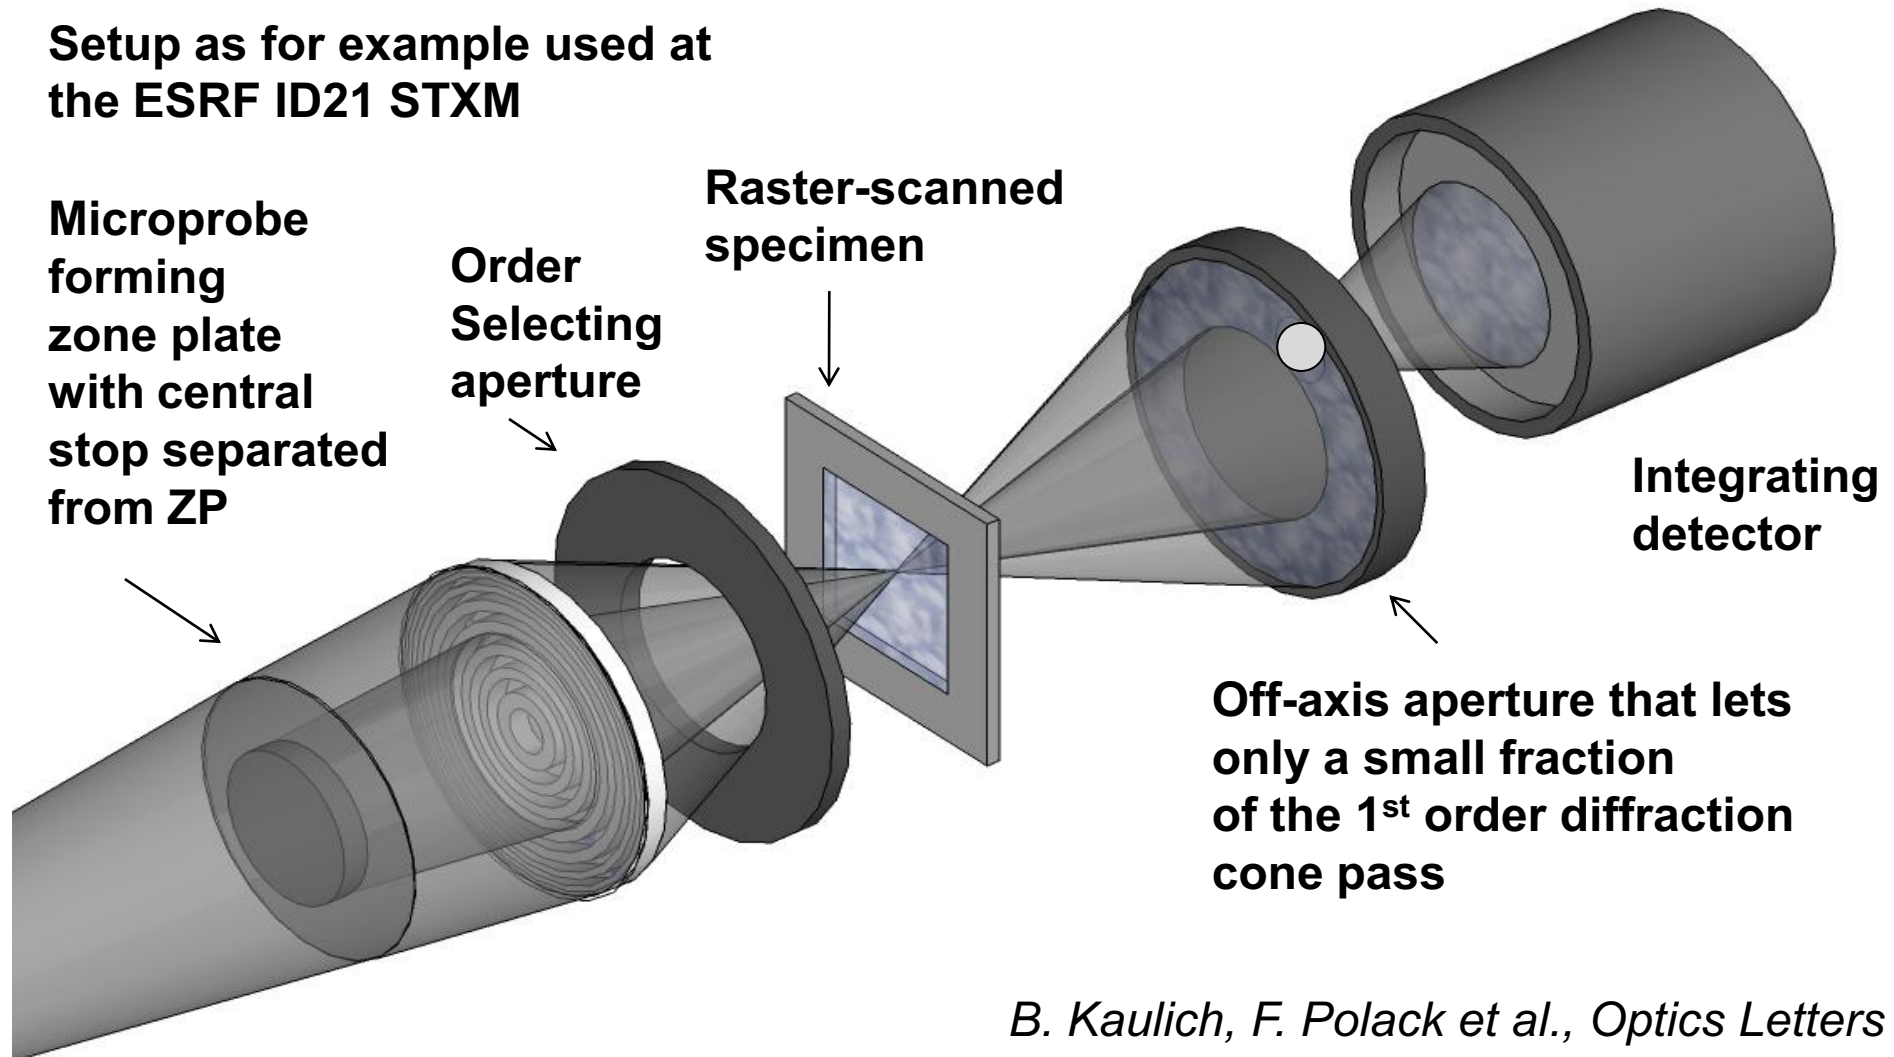 Setup as for example used at
the ESRF ID21 STXM
Microprobe
forming
zone plate
with central
stop separated
from ZP
Order
Selecting
aperture
Raster-scanned
specimen
Integrating
detector
Off-axis aperture that lets
only a small fraction
of the 1st order diffraction
cone pass
B. Kaulich, F. Polack et al., Optics Letters